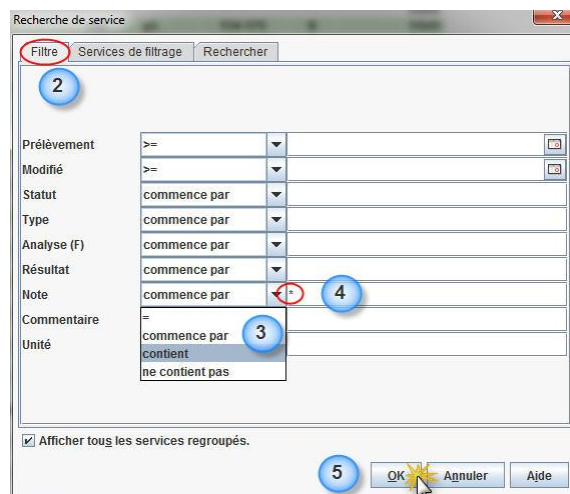 Recherche de service
Filtre Services de filtrage Rechercher
2
Prélèvement >=
Modifié >=
Statut commence par
Type commence par
Analyse (F) commence par
Résultat commence par
Note commence par * 4
Commentaire =
commence par 3
Unité contient
ne contient pas
Afficher tous les services regroupés.
5 OK Annuler Aide